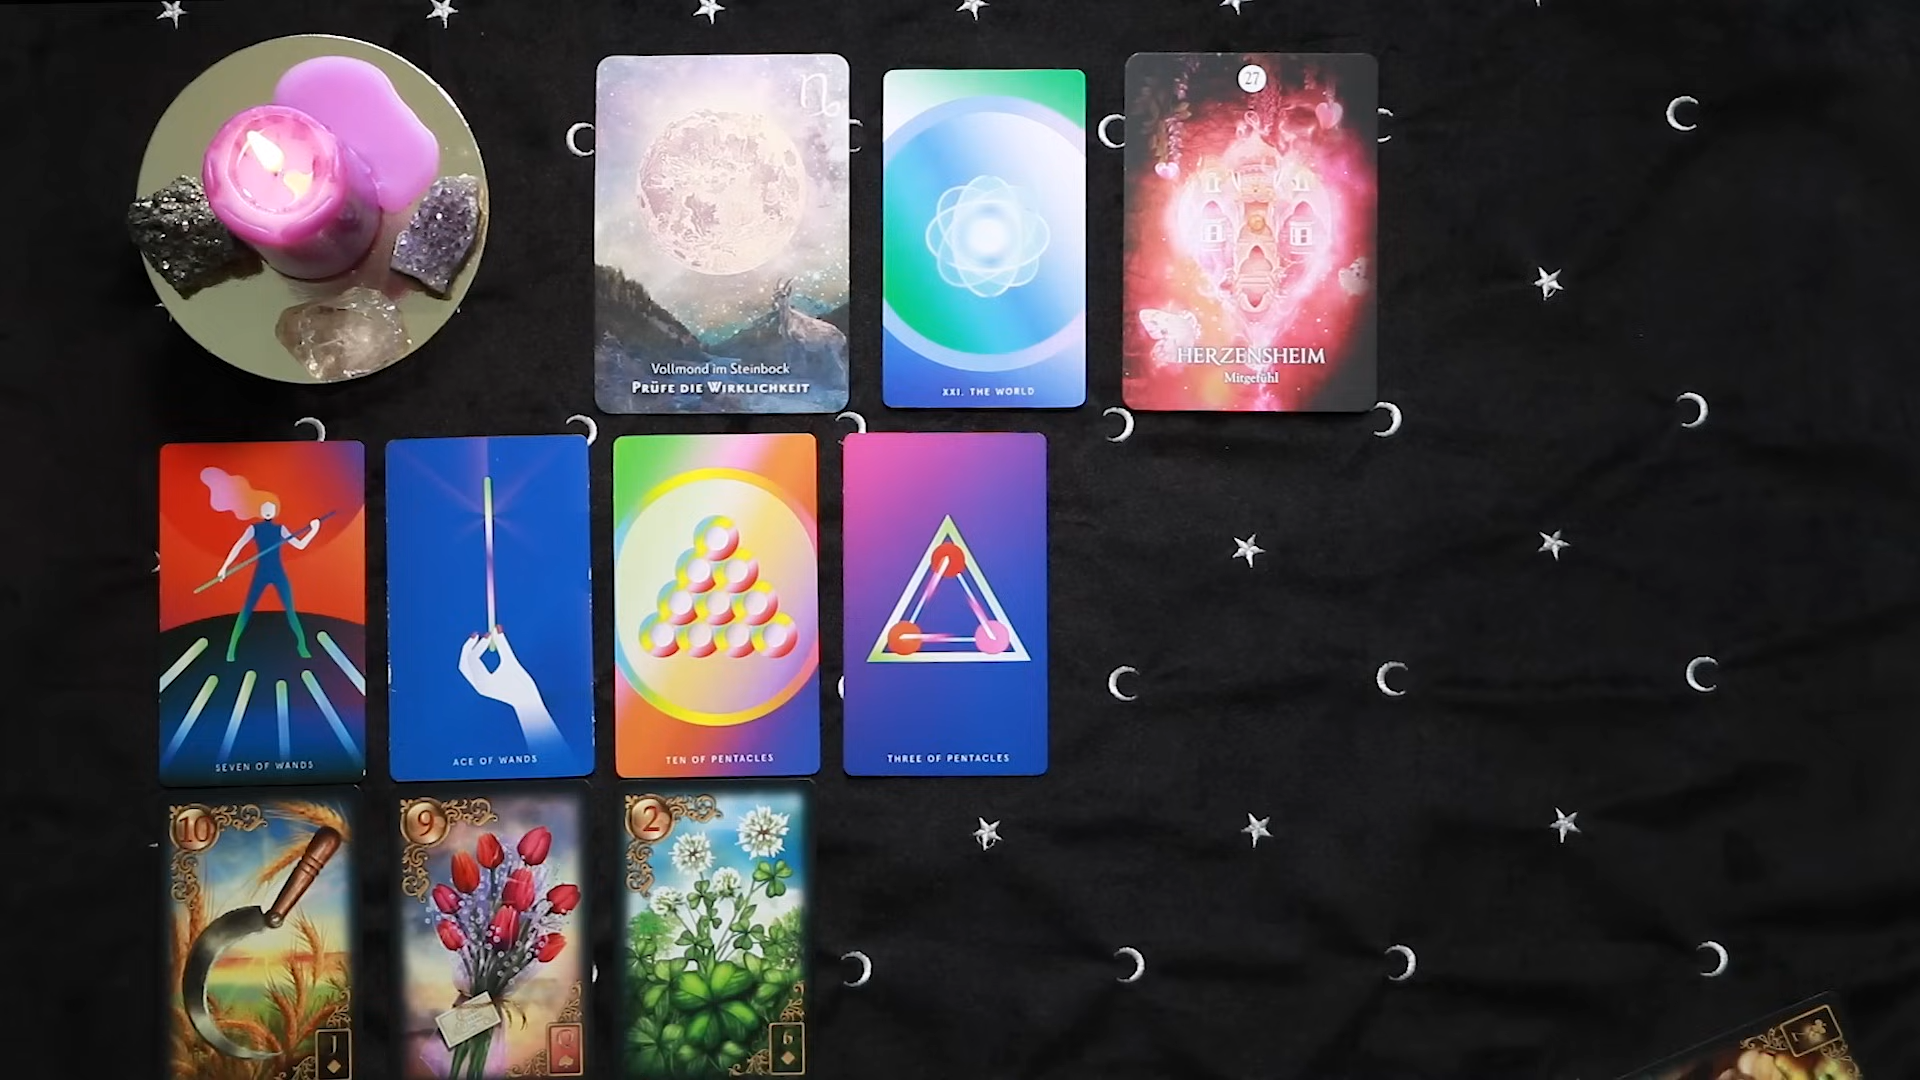 Vollmond im Steinbock
PRÜFE DIE WIRKLICHKEIT
XXI. THE WORLD
27
HERZENSHEIM
Mitgefühl
SEVEN OF WANDS
ACE OF WANDS
TEN OF PENTACLES
THREE OF PENTACLES
10
J
9
Q
2
6